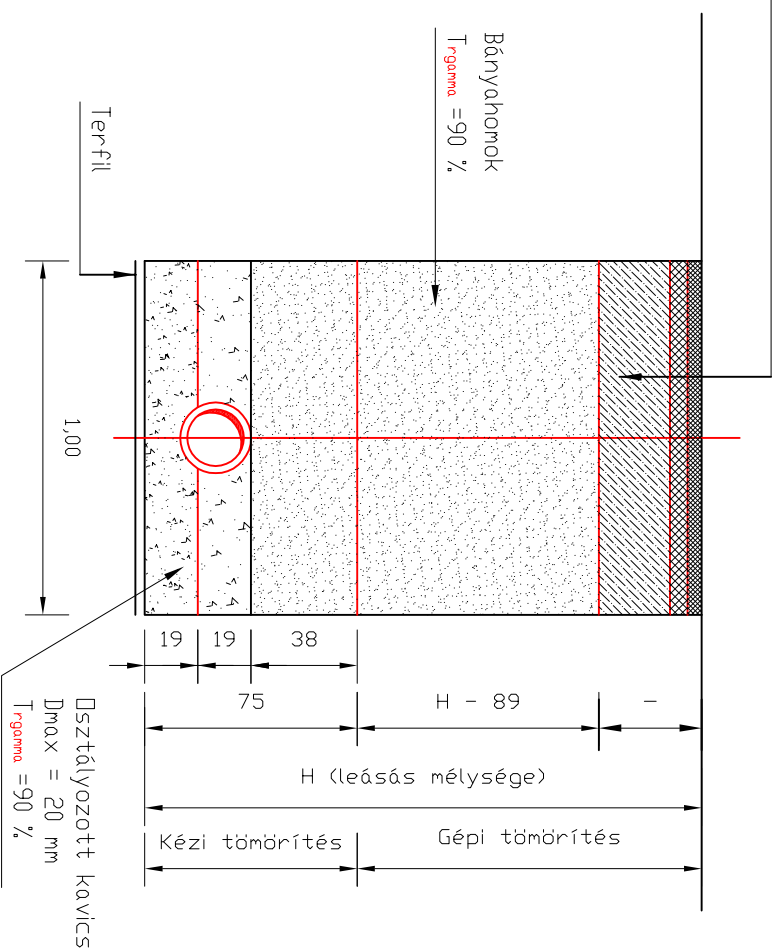 Bányahomok
Trgamma =90 %
Terfil
1,00
19
19
38
75
H - 89
-
H (leásás mélysége)
Kézi tömörítés
Gépi tömörítés
Osztályozott kavics
Dmax = 20 mm
Trgamma =90 %